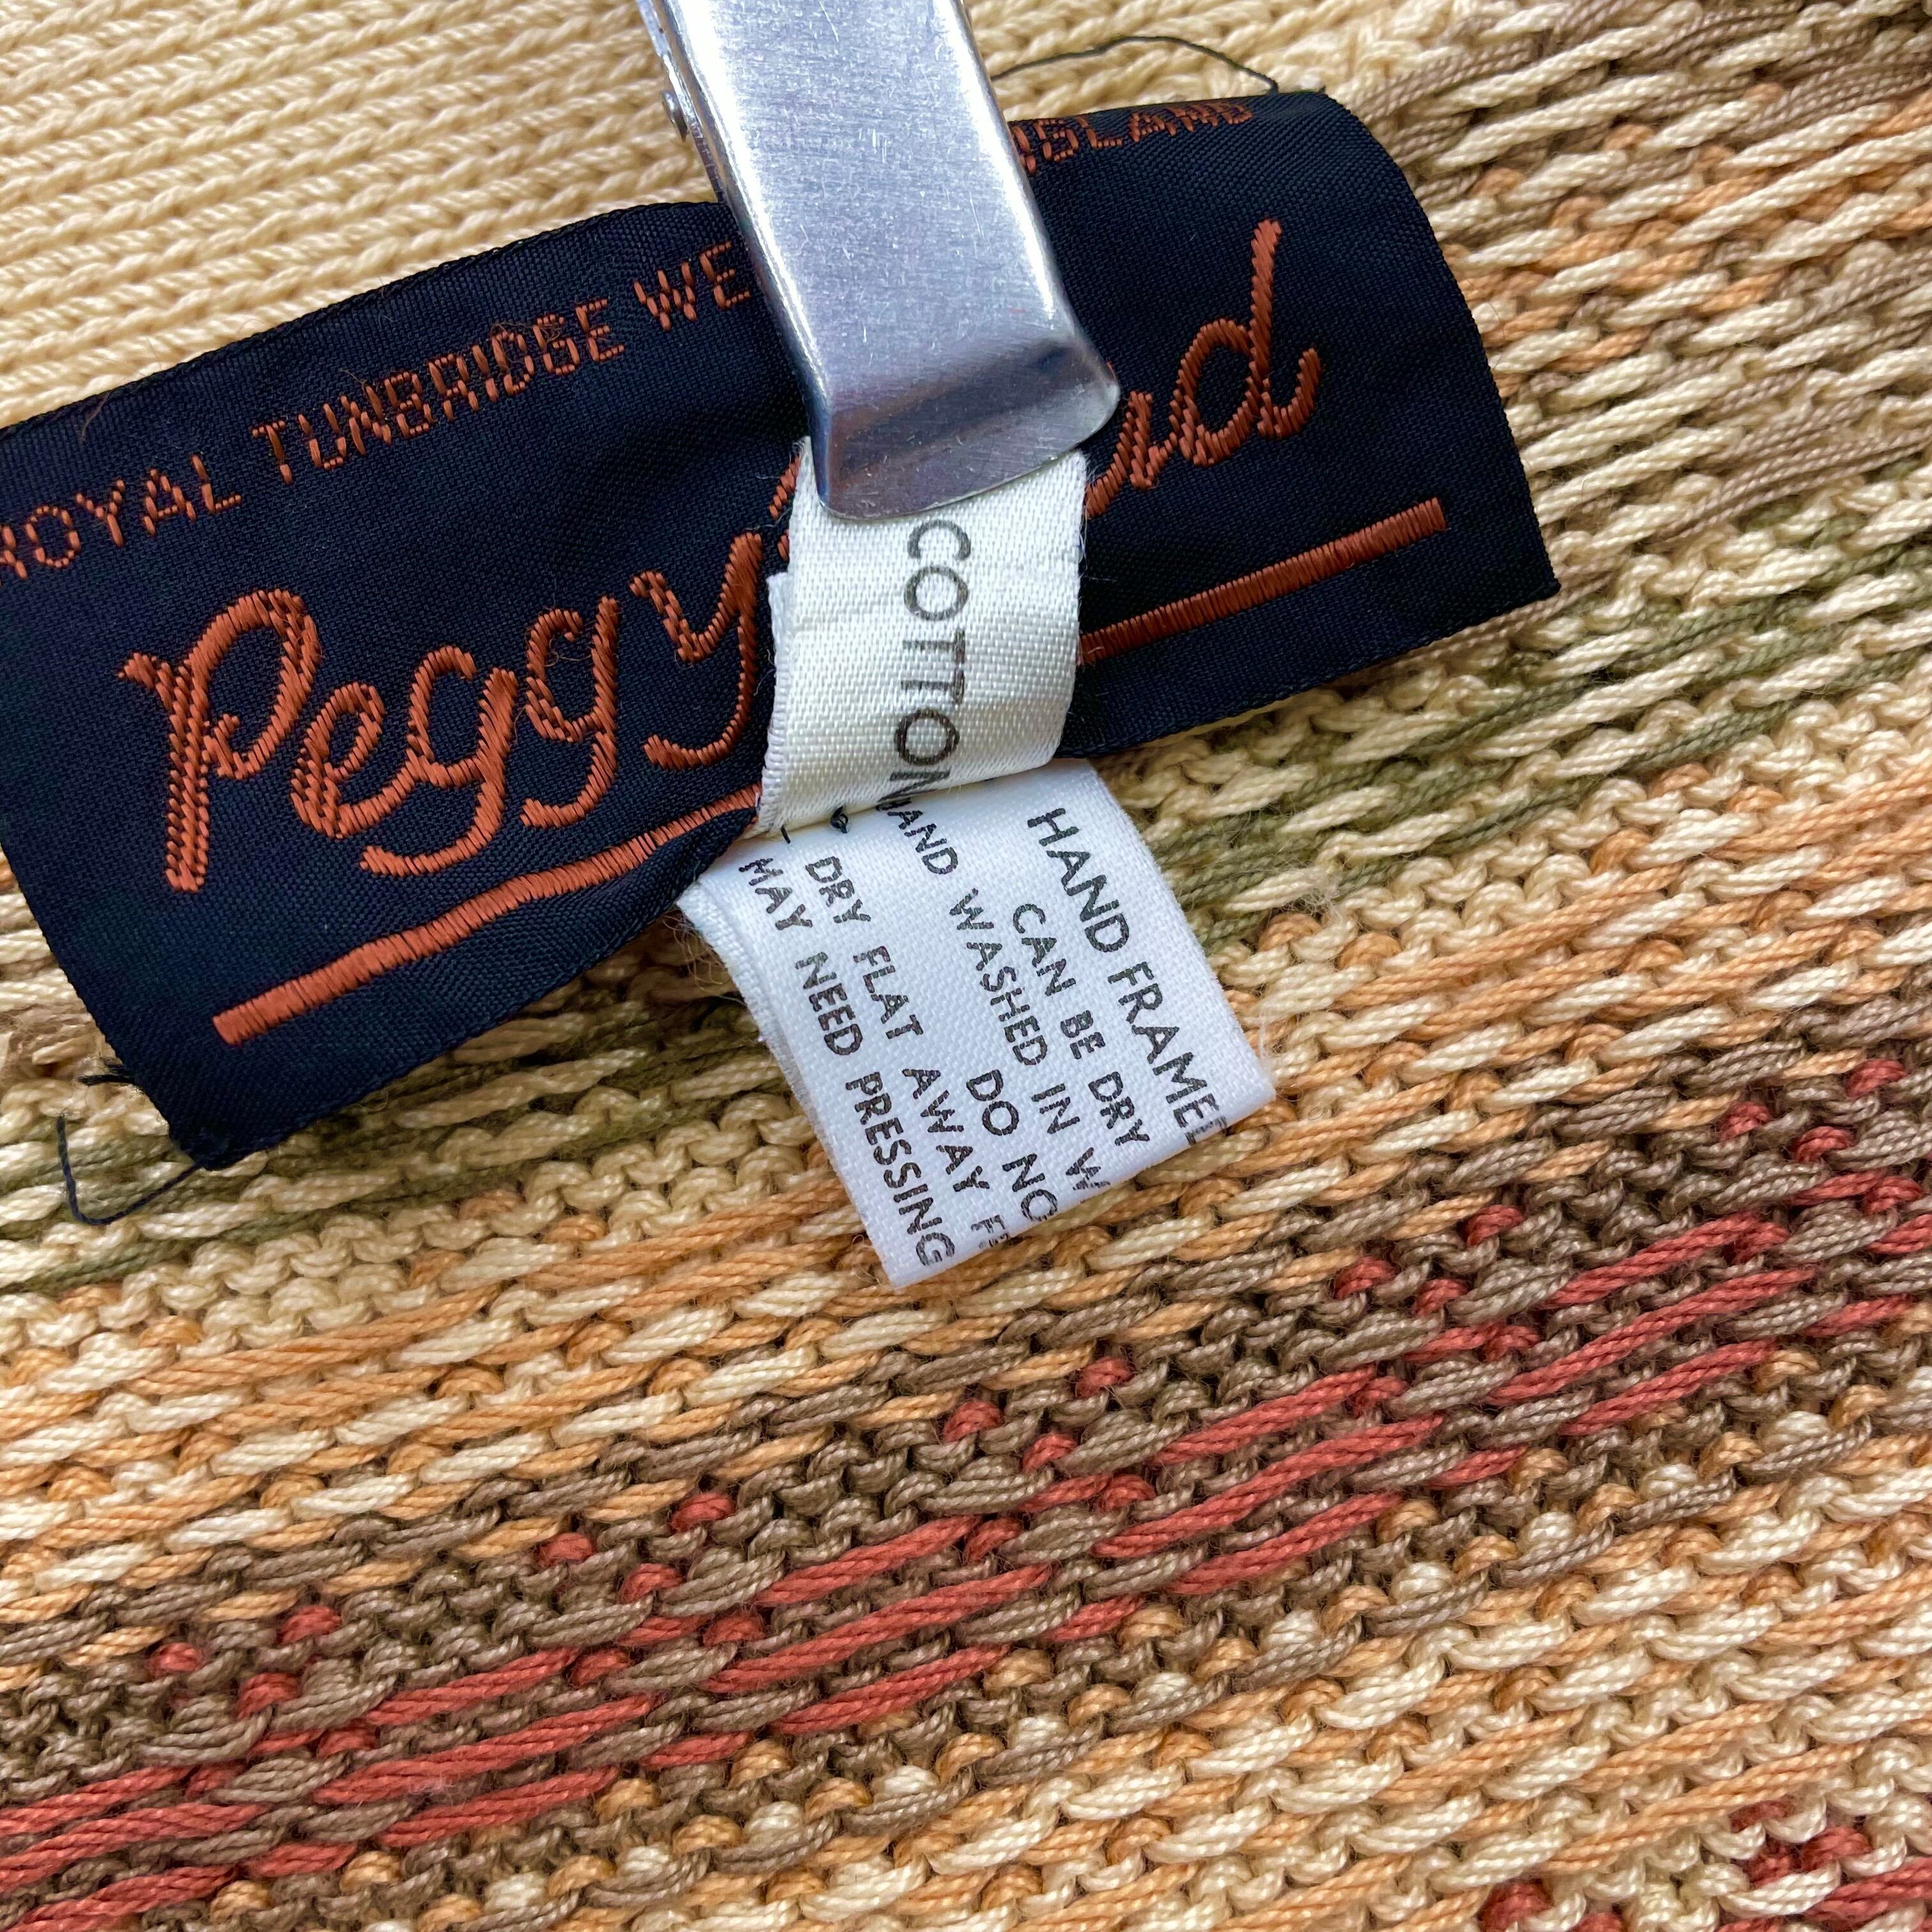 ROYAL TUNBRIDGE WE
Peggy
COTTON
HAND FRAMED
CAN BE DRY
HAND WASHED IN W
DO NO
DRY FLAT AWAY F
MAY NEED PRESSING